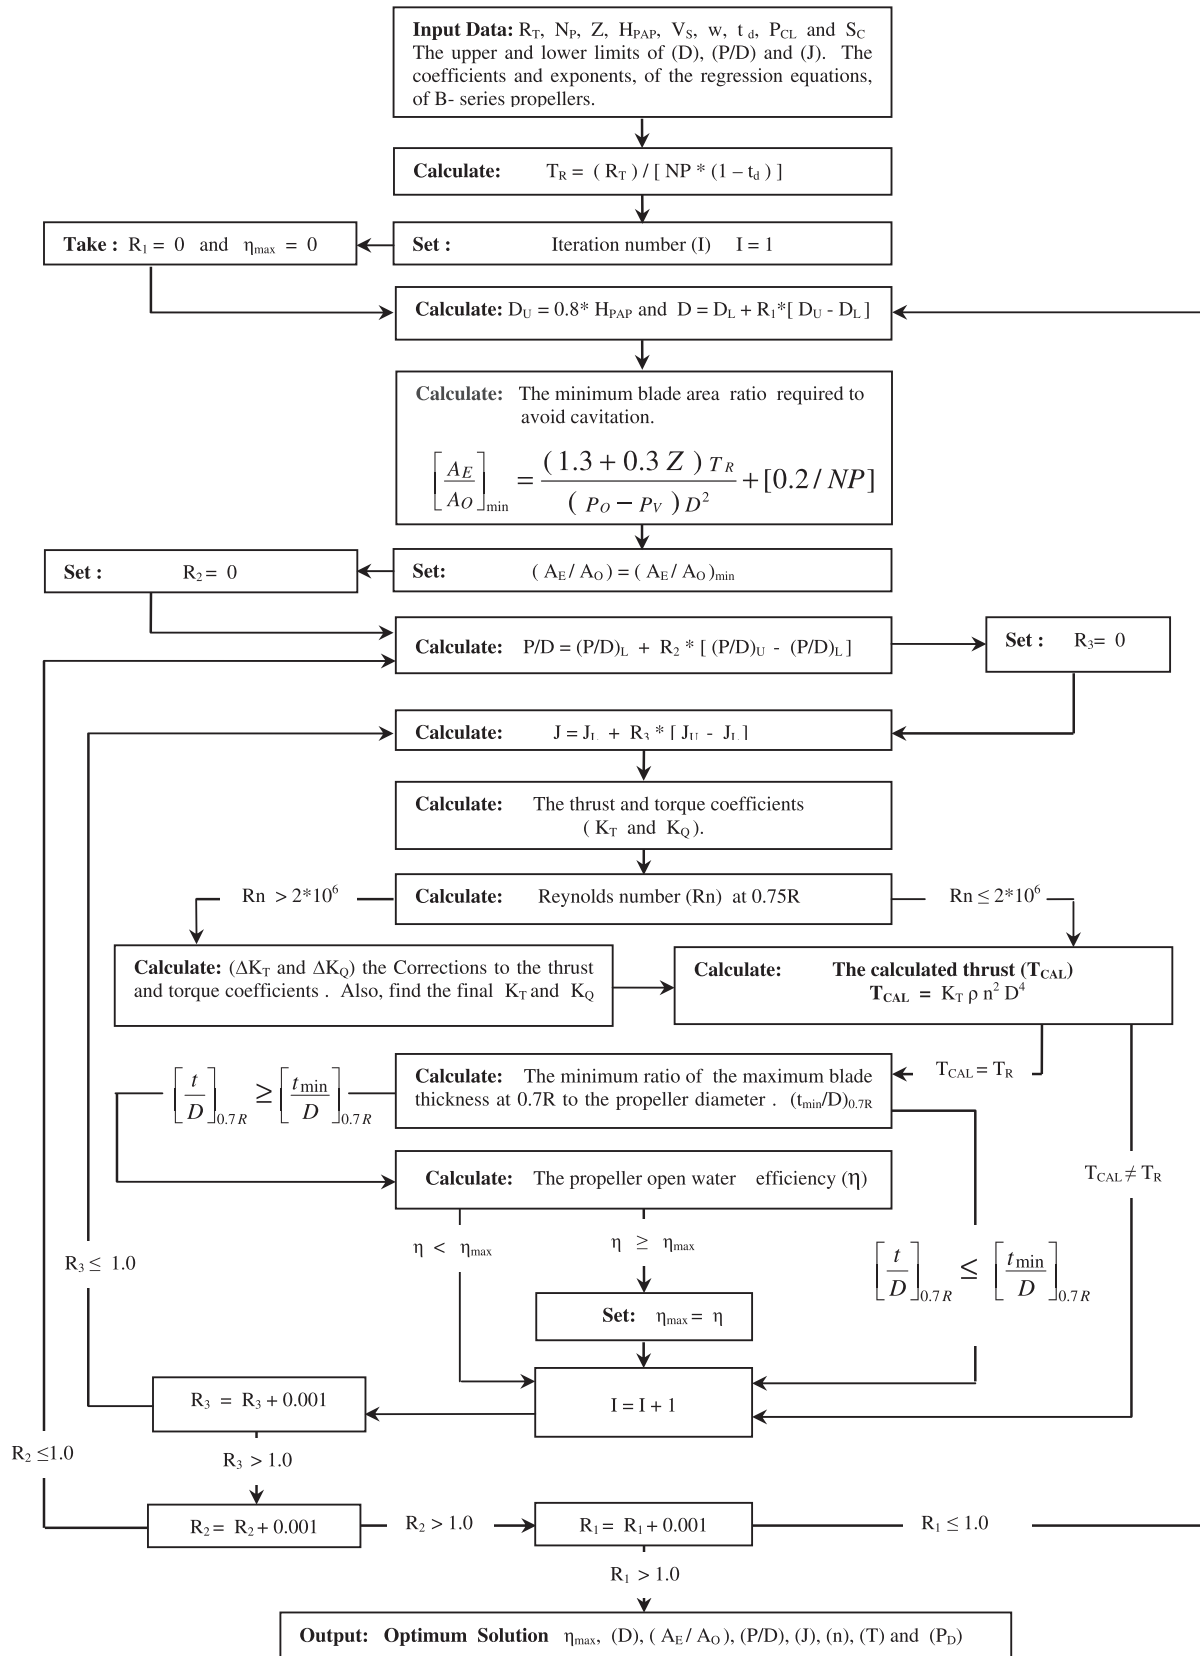 Input Data: R_T, N_P, Z, H_PAP, V_S, w, t_d, P_CL and S_C
The upper and lower limits of (D), (P/D) and (J). The
coefficients and exponents, of the regression equations,
of B- series propellers.
Calculate: T_R = ( R_T ) / [ NP * (1 – t_d ) ]
Take : R_1 = 0 and η_max = 0
Set : Iteration number (I) I = 1
Calculate: D_U = 0.8* H_PAP and D = D_L + R_1*[ D_U - D_L ]
Calculate: The minimum blade area ratio required to
avoid cavitation.
[A_E/A_O]_min = (1.3 + 0.3 Z ) T_R / ( P_O − P_V ) D^2 + [0.2 / NP]
Set : R_2 = 0
Set: ( A_E / A_O ) = ( A_E / A_O )_min
Calculate: P/D = (P/D)_L + R_2 * [ (P/D)_U - (P/D)_L ]
Set : R_3= 0
Calculate: J = J_L + R_3 * [ J_U - J_L ]
Calculate: The thrust and torque coefficients
( K_T and K_Q ).
Rn > 2*10^6
Calculate: Reynolds number (Rn) at 0.75R
Rn ≤ 2*10^6
Calculate: (ΔK_T and ΔK_Q) the Corrections to the thrust
and torque coefficients . Also, find the final K_T and K_Q
Calculate: The calculated thrust (T_CAL)
T_CAL = K_T ρ n^2 D^4
T_CAL = T_R
[t/D]_0.7R ≥ [t_min/D]_0.7R
Calculate: The minimum ratio of the maximum blade
thickness at 0.7R to the propeller diameter . (t_min/D)_0.7R
T_CAL ≠ T_R
Calculate: The propeller open water efficiency (η)
η < η_max
η ≥ η_max
R_3 ≤ 1.0
[t/D]_0.7R ≤ [t_min/D]_0.7R
Set: η_max = η
R_3 = R_3 + 0.001
I = I + 1
R_2 ≤1.0
R_3 > 1.0
R_2 = R_2 + 0.001
R_2 > 1.0
R_1 = R_1 + 0.001
R_1 ≤ 1.0
R_1 > 1.0
Output: Optimum Solution η_max, (D), ( A_E / A_O ), (P/D), (J), (n), (T) and (P_D)